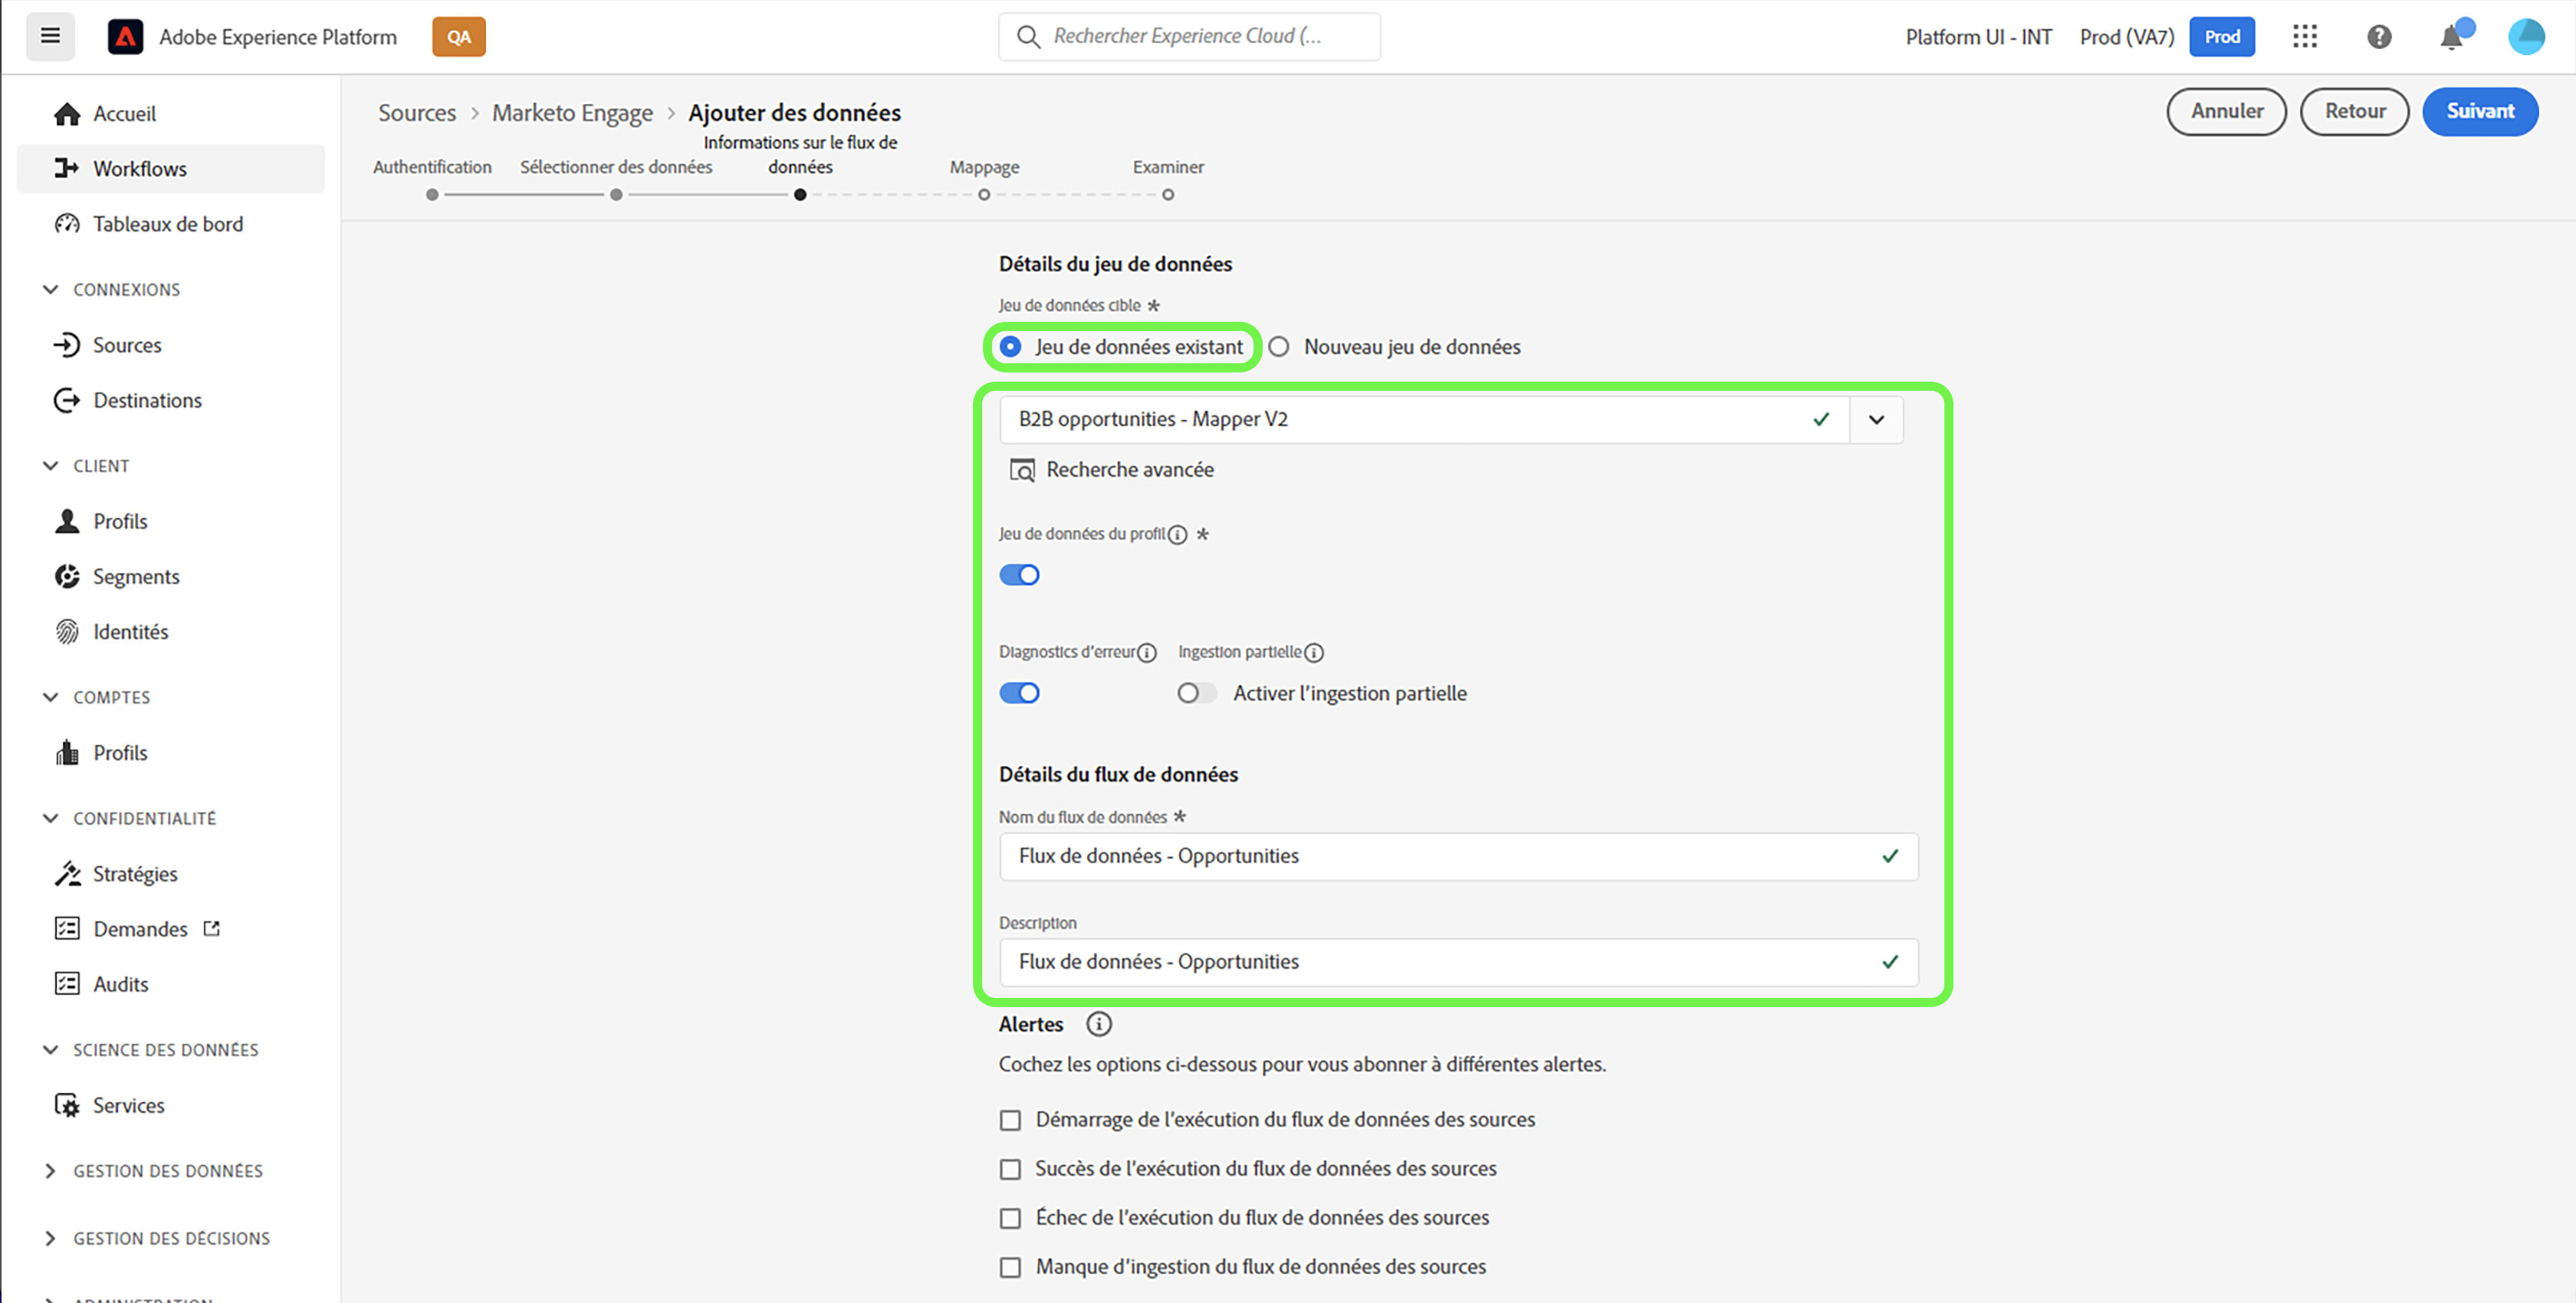 Adobe Experience Platform
QA
Rechercher Experience Cloud (...
Platform UI - INT
Prod (VA7)
Prod
Accueil
Workflows
Tableaux de bord
CONNEXIONS
Sources
Destinations
CLIENT
Profils
Segments
Identités
COMPTES
Profils
CONFIDENTIALITÉ
Stratégies
Demandes
Audits
SCIENCE DES DONNÉES
Services
GESTION DES DONNÉES
GESTION DES DÉCISIONS
ADMINISTRATION
Sources > Marketo Engage > Ajouter des données
Annuler
Retour
Suivant
Authentification
Sélectionner des données
Informations sur le flux de
données
Mappage
Examiner
Détails du jeu de données
Jeu de données cible *
Jeu de données existant
Nouveau jeu de données
B2B opportunities - Mapper V2
Recherche avancée
Jeu de données du profil *
Diagnostics d'erreur
Ingestion partielle
Activer l'ingestion partielle
Détails du flux de données
Nom du flux de données *
Flux de données - Opportunities
Description
Flux de données - Opportunities
Alertes
Cochez les options ci-dessous pour vous abonner à différentes alertes.
Démarrage de l'exécution du flux de données des sources
Succès de l'exécution du flux de données des sources
Échec de l'exécution du flux de données des sources
Manque d'ingestion du flux de données des sources